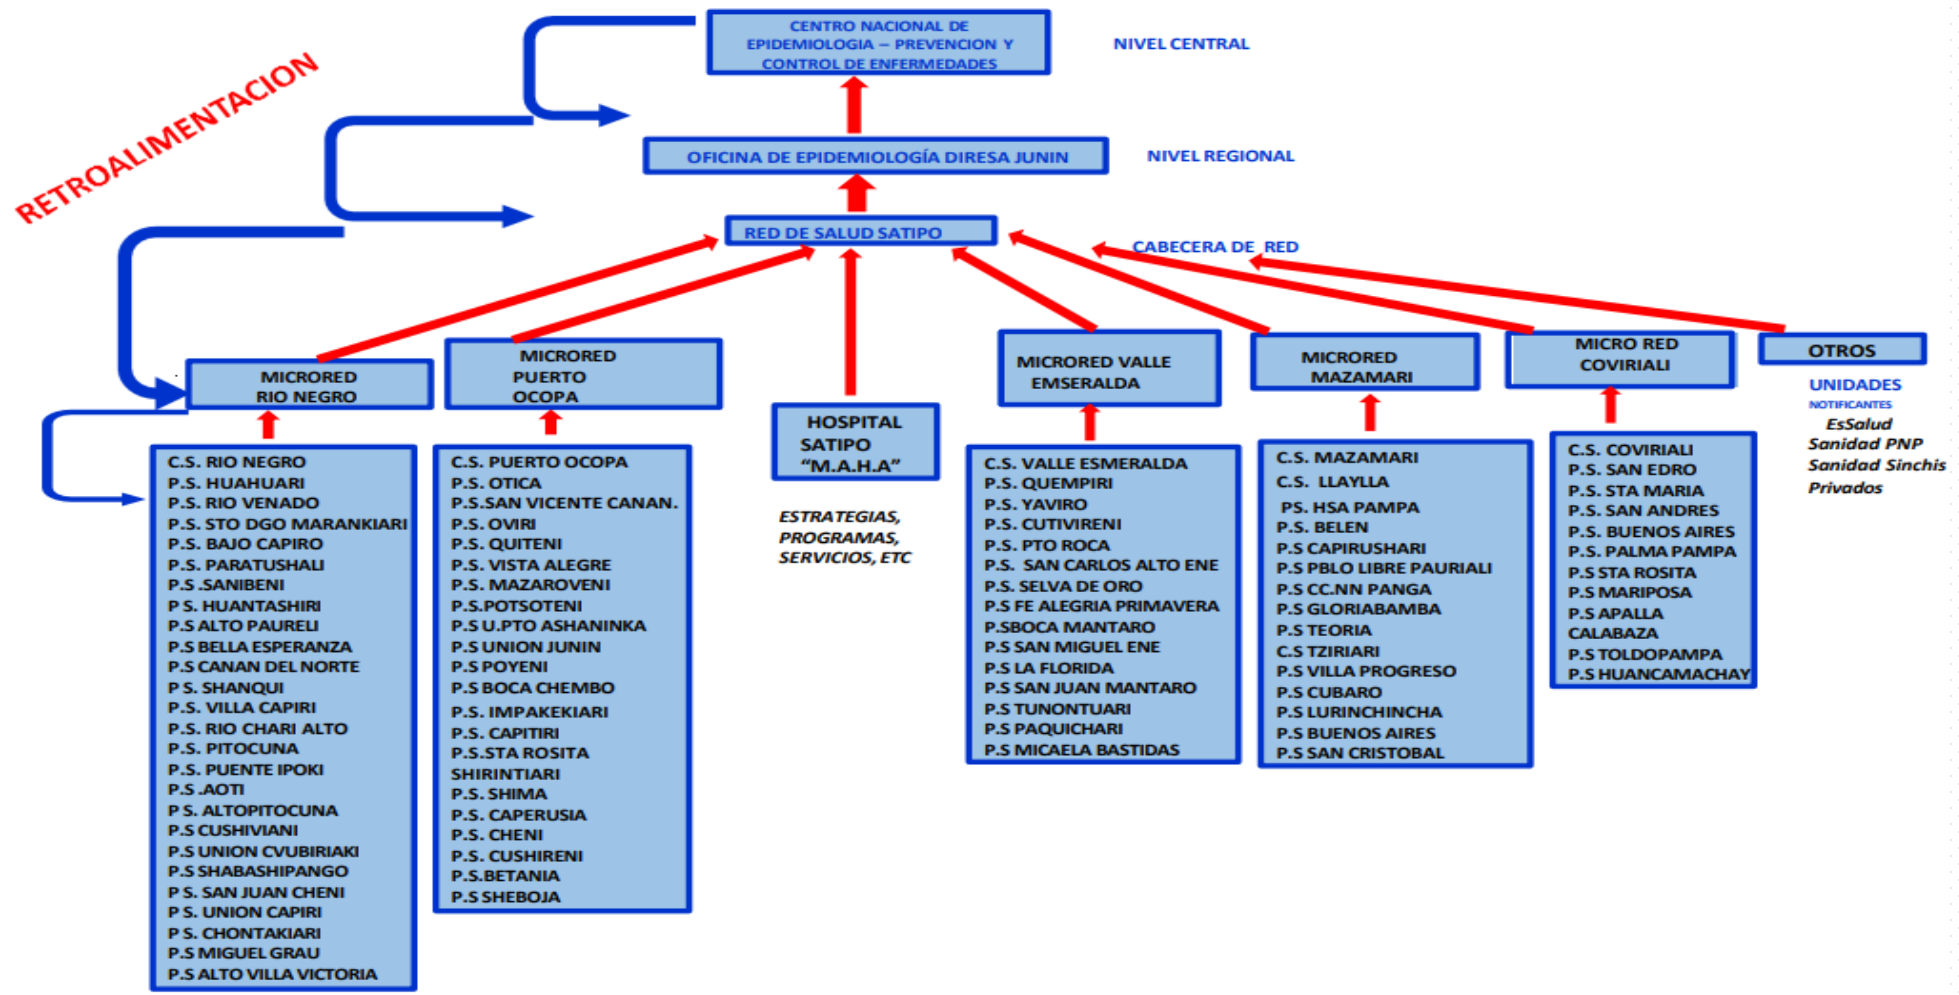 RETROALIMENTACION
CENTRO NACIONAL DE
EPIDEMIOLOGIA – PREVENCION Y
CONTROL DE ENFERMEDADES
NIVEL CENTRAL
OFICINA DE EPIDEMIOLOGÍA DIRESA JUNIN
NIVEL REGIONAL
RED DE SALUD SATIPO
CABECERA DE RED
MICRORED
RIO NEGRO
C.S. RIO NEGRO
P.S. HUAHUARI
P.S. RIO VENADO
P.S. STO DGO MARANKIARI
P.S. BAJO CAPIRO
P.S. PARATUSHALI
P.S .SANIBENI
P S. HUANTASHIRI
P.S ALTO PAURELI
P.S BELLA ESPERANZA
P.S CANAN DEL NORTE
P S. SHANQUI
P.S. VILLA CAPIRI
P.S. RIO CHARI ALTO
P.S. PITOCUNA
P.S. PUENTE IPOKI
P.S .AOTI
P S. ALTOPITOCUNA
P.S CUSHIVIANI
P.S UNION CVUBIRIAKI
P.S SHABASHIPANGO
P S. SAN JUAN CHENI
P S. UNION CAPIRI
P S. CHONTAKIARI
P.S MIGUEL GRAU
P.S ALTO VILLA VICTORIA
MICRORED
PUERTO
OCOPA
C.S. PUERTO OCOPA
P.S. OTICA
P.S.SAN VICENTE CANAN.
P.S. OVIRI
P.S. QUITENI
P.S. VISTA ALEGRE
P.S. MAZAROVENI
P.S.POTSOTENI
P.S U.PTO ASHANINKA
P.S UNION JUNIN
P.S POYENI
P.S BOCA CHEMBO
P.S. IMPAKEKIARI
P.S. CAPITIRI
P.S.STA ROSITA
SHIRINTIARI
P.S. SHIMA
P.S. CAPERUSIA
P.S. CHENI
P.S. CUSHIRENI
P.S.BETANIA
P.S SHEBOJA
HOSPITAL
SATIPO
“M.A.H.A”
ESTRATEGIAS,
PROGRAMAS,
SERVICIOS, ETC
MICRORED VALLE
EMSERALDA
C.S. VALLE ESMERALDA
P.S. QUEMPIRI
P.S. YAVIRO
P.S. CUTIVIRENI
P.S. PTO ROCA
P.S. SAN CARLOS ALTO ENE
P.S. SELVA DE ORO
P.S FE ALEGRIA PRIMAVERA
P.SBOCA MANTARO
P.S SAN MIGUEL ENE
P.S LA FLORIDA
P.S SAN JUAN MANTARO
P.S TUNONTUARI
P.S PAQUICHARI
P.S MICAELA BASTIDAS
MICRORED
MAZAMARI
C.S. MAZAMARI
C.S. LLAYLLA
PS. HSA PAMPA
P.S. BELEN
P.S CAPIRUSHARI
P.S PBLO LIBRE PAURIALI
P.S CC.NN PANGA
P.S GLORIABAMBA
P.S TEORIA
C.S TZIRIARI
P.S VILLA PROGRESO
P.S CUBARO
P.S LURINCHINCHA
P.S BUENOS AIRES
P.S SAN CRISTOBAL
MICRO RED
COVIRIALI
C.S. COVIRIALI
P.S. SAN EDRO
P.S. STA MARIA
P.S. SAN ANDRES
P.S. BUENOS AIRES
P.S. PALMA PAMPA
P.S STA ROSITA
P.S MARIPOSA
P.S APALLA
CALABAZA
P.S TOLDOPAMPA
P.S HUANCAMACHAY
OTROS
UNIDADES
NOTIFICANTES
EsSalud
Sanidad PNP
Sanidad Sinchis
Privados